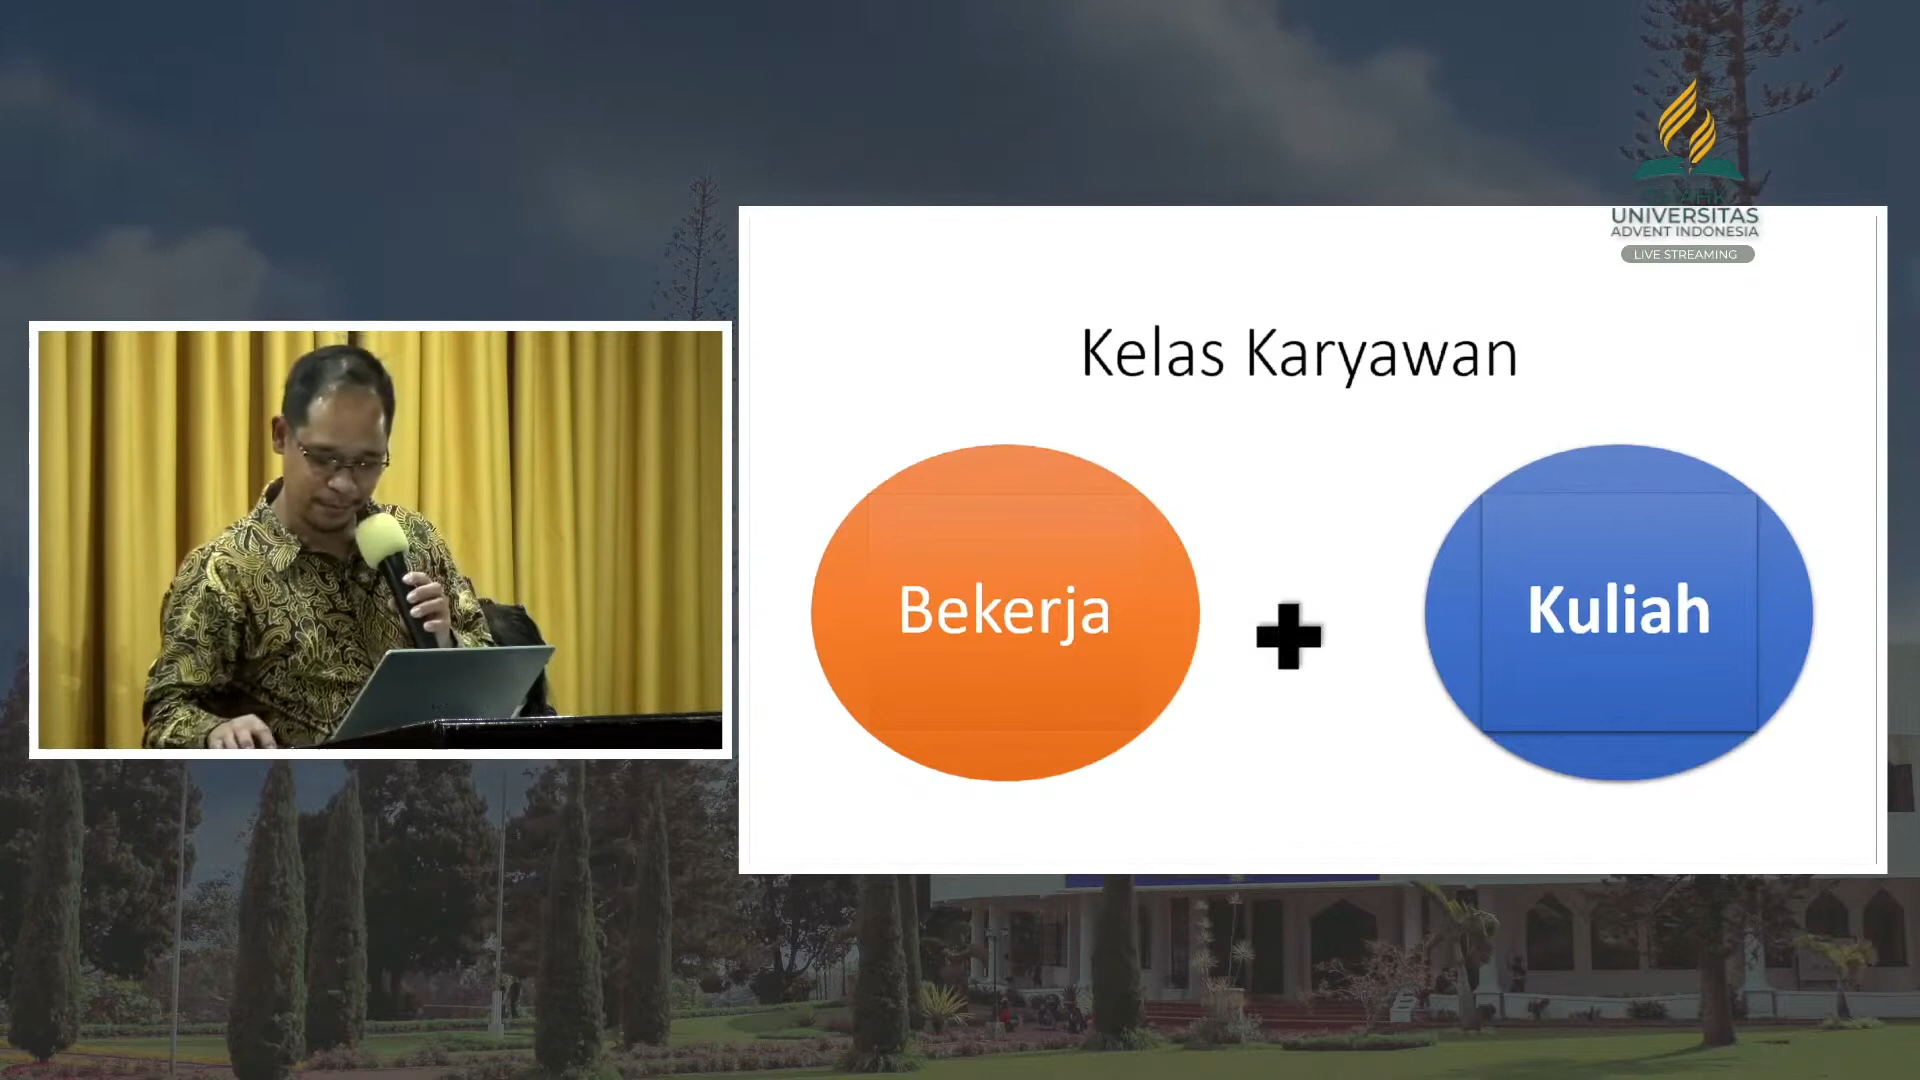 UNIVERSITAS
ADVENT INDONESIA
LIVE STREAMING
Kelas Karyawan
Bekerja
Kuliah